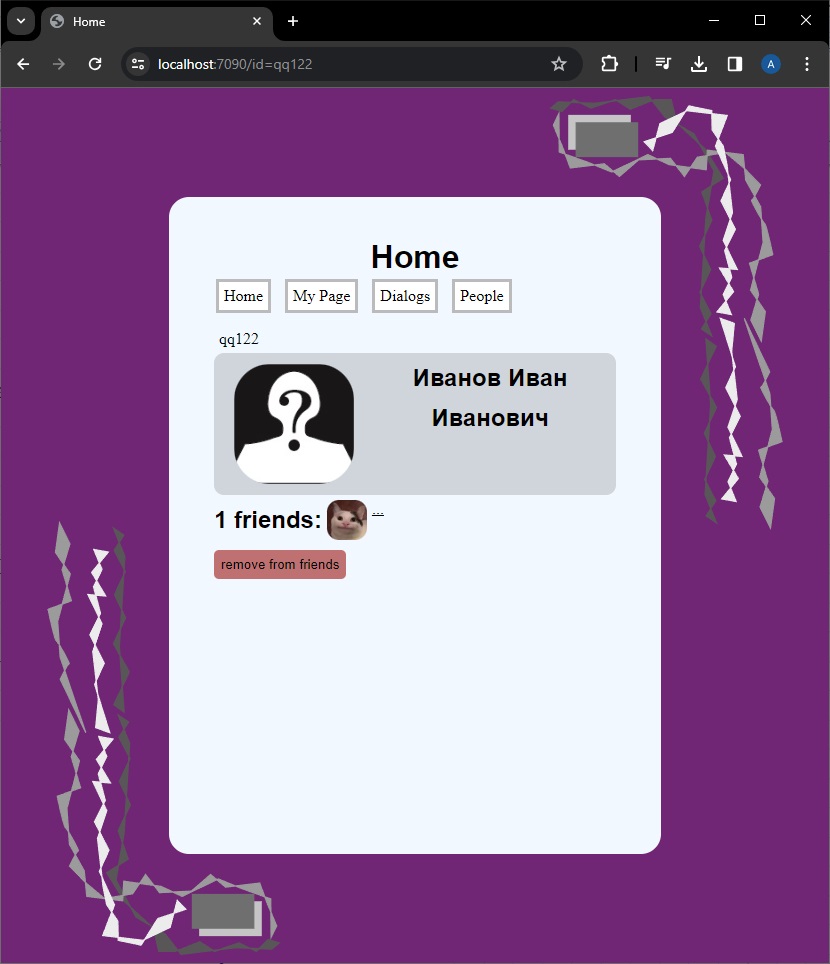 Home
localhost:7090/id=qq122
A
Home
Home My Page Dialogs People
qq122
Иванов Иван
Иванович
?
1 friends: ...
remove from friends